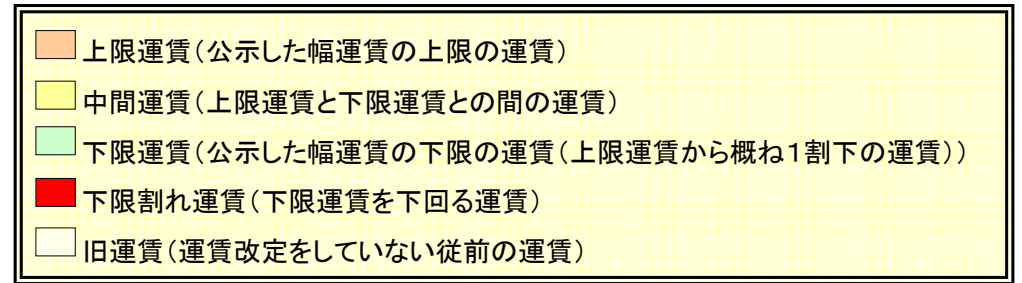 上限運賃(公示した幅運賃の上限の運賃)
中間運賃(上限運賃と下限運賃との間の運賃)
下限運賃(公示した幅運賃の下限の運賃(上限運賃から概ね1割下の運賃))
下限割れ運賃(下限運賃を下回る運賃)
旧運賃(運賃改定をしていない従前の運賃)